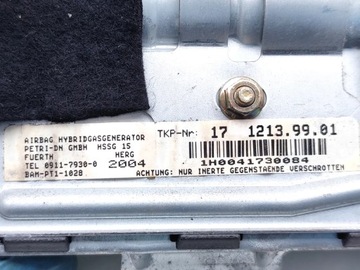 AIRBAG HYBRIDGASGENERATOR
PETRI-DN GMBH HSSG 15
FUERTH HERG
TEL 0911-7930-0 2004
BAM-PT1-1028
TKP-Nr: 17 1213.99.01
1H0041730084
ACHTUNG: NUR INERTE GEGENSTAENDE VERSCHROTTEN